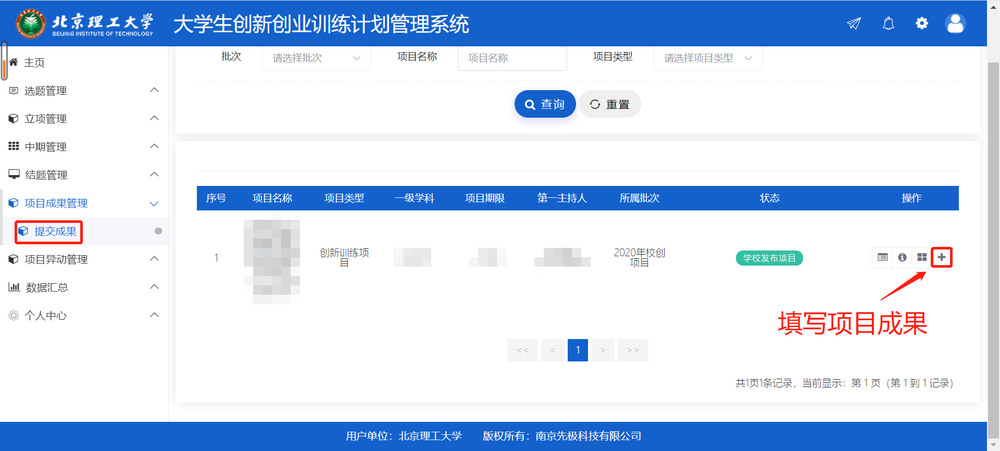 北京理工大学
BEIJING INSTITUTE OF TECHNOLOGY
大学生创新创业训练计划管理系统
主页
选题管理
立项管理
中期管理
结题管理
项目成果管理
提交成果
项目异动管理
数据汇总
个人中心
批次 请选择批次 项目名称 项目名称 项目类型 请选择项目类型
查询 重置
序号 项目名称 项目类型 一级学科 项目期限 第一主持人 所属批次 状态 操作
1 创新训练项目 2020年校创项目 学校发布项目
填写项目成果
<< < 1 > >>
共1页1条记录，当前显示：第 1 页（第 1 到 1 记录）
用户单位：北京理工大学 版权所有：南京先极科技有限公司